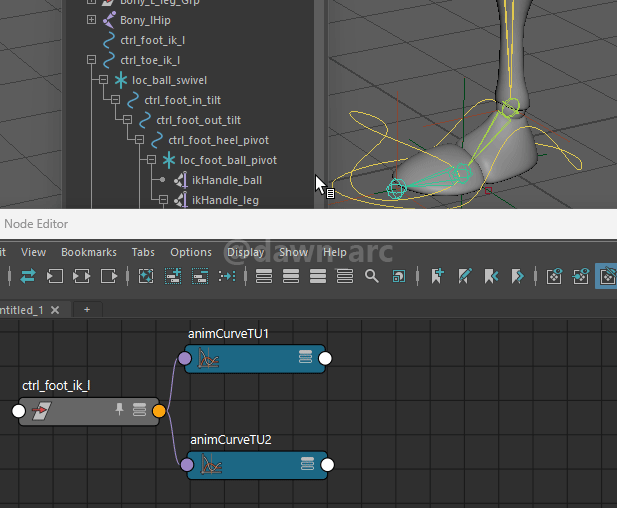 Bony_L_leg_Grp
Bony_lHip
ctrl_foot_ik_l
ctrl_toe_ik_l
loc_ball_swivel
ctrl_foot_in_tilt
ctrl_foot_out_tilt
ctrl_foot_heel_pivot
loc_foot_ball_pivot
ikHandle_ball
ikHandle_leg
Node Editor
it View Bookmarks Tabs Options Display Show Help
@dawn_arc
ntitled_1 × +
animCurveTU1
ctrl_foot_ik_l
animCurveTU2